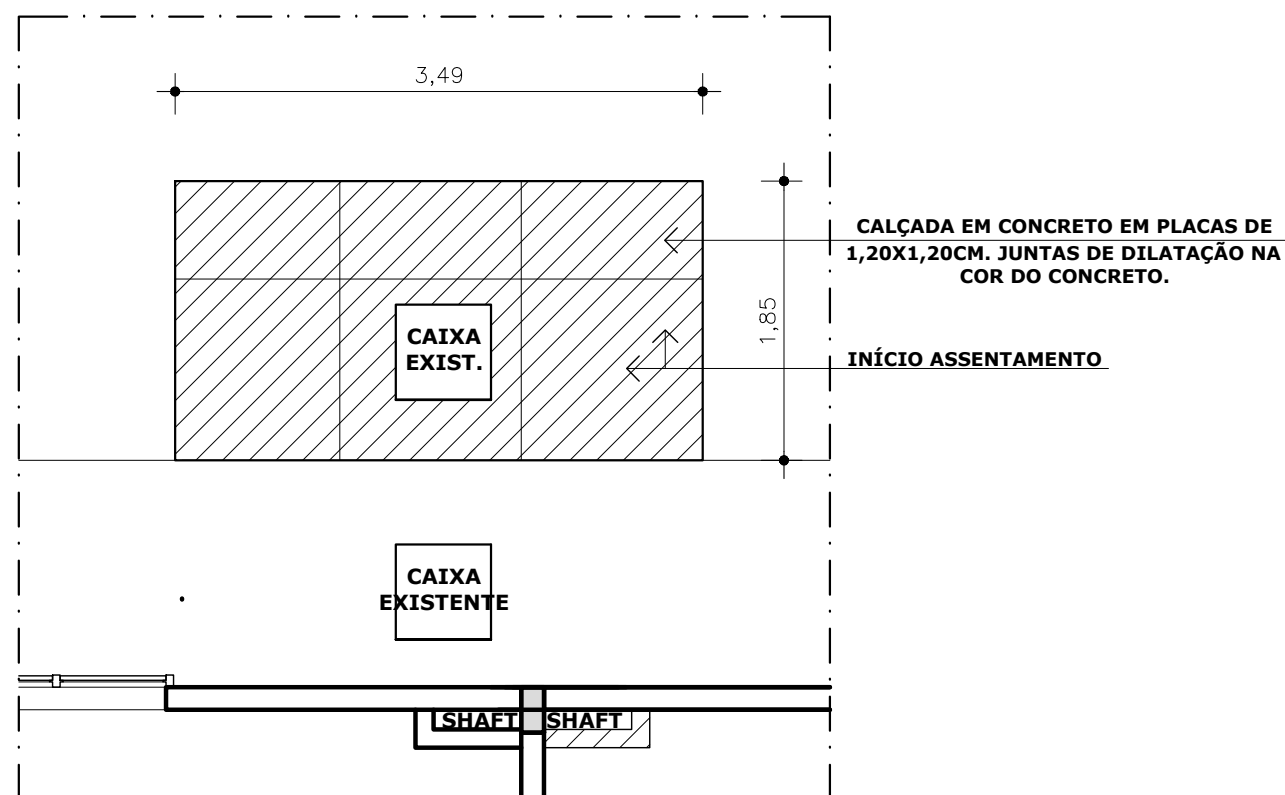 3,49
CALÇADA EM CONCRETO EM PLACAS DE
1,20X1,20CM. JUNTAS DE DILATAÇÃO NA
COR DO CONCRETO.
1,85
CAIXA
EXIST.
INÍCIO ASSENTAMENTO
CAIXA
EXISTENTE
SHAFT SHAFT